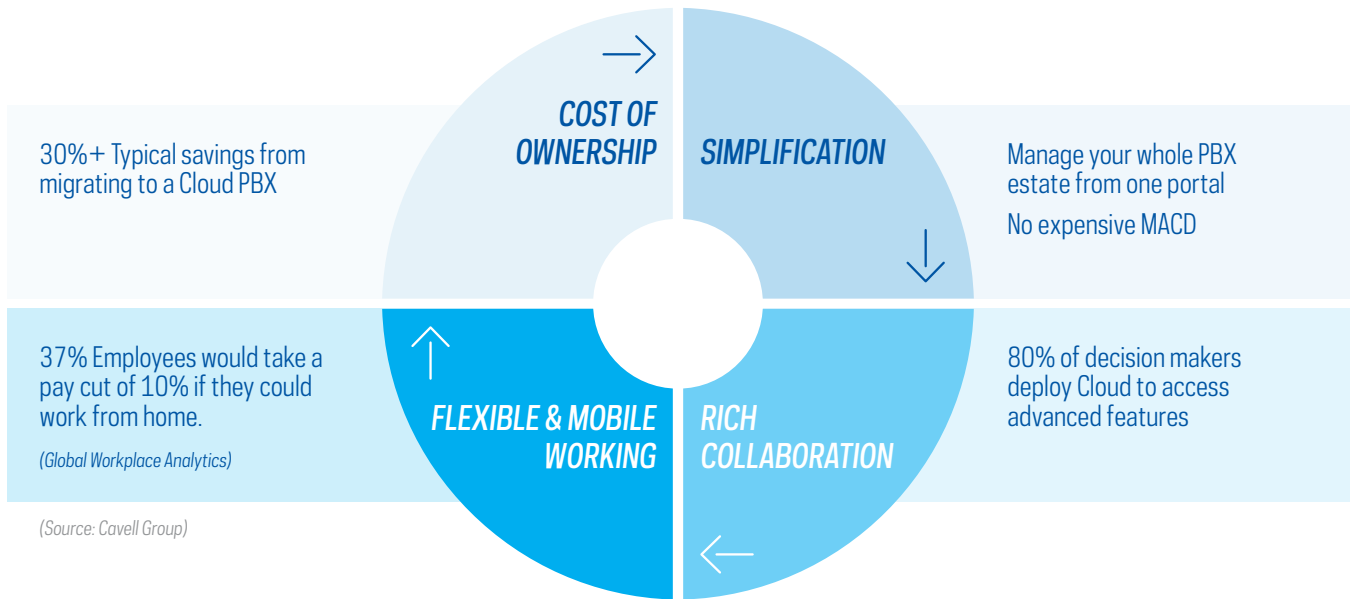 COST OF
OWNERSHIP
30%+ Typical savings from
migrating to a Cloud PBX
SIMPLIFICATION
Manage your whole PBX
estate from one portal
No expensive MACD
FLEXIBLE & MOBILE
WORKING
37% Employees would take a
pay cut of 10% if they could
work from home.
(Global Workplace Analytics)
RICH
COLLABORATION
80% of decision makers
deploy Cloud to access
advanced features
(Source: Cavell Group)